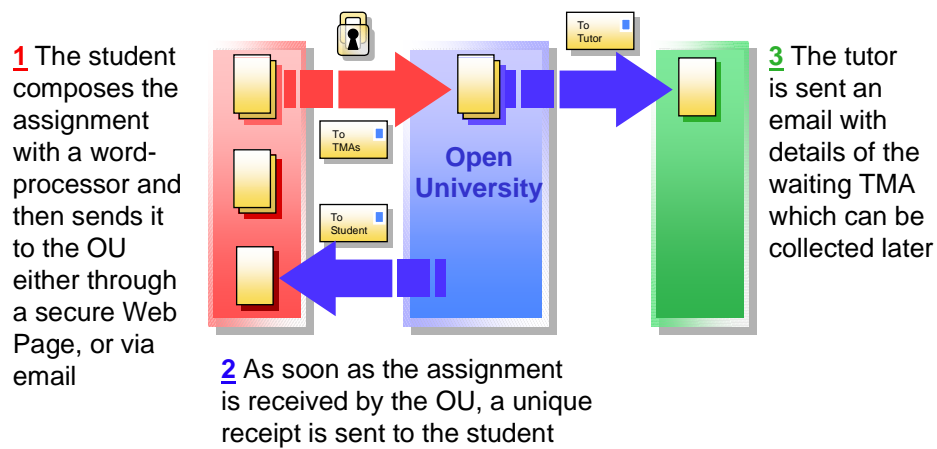 1 The student
composes the
assignment
with a word-
processor and
then sends it
to the OU
either through
a secure Web
Page, or via
email
To
TMAs
To
Student
Open
University
To
Tutor
3 The tutor
is sent an
email with
details of the
waiting TMA
which can be
collected later
2 As soon as the assignment
is received by the OU, a unique
receipt is sent to the student